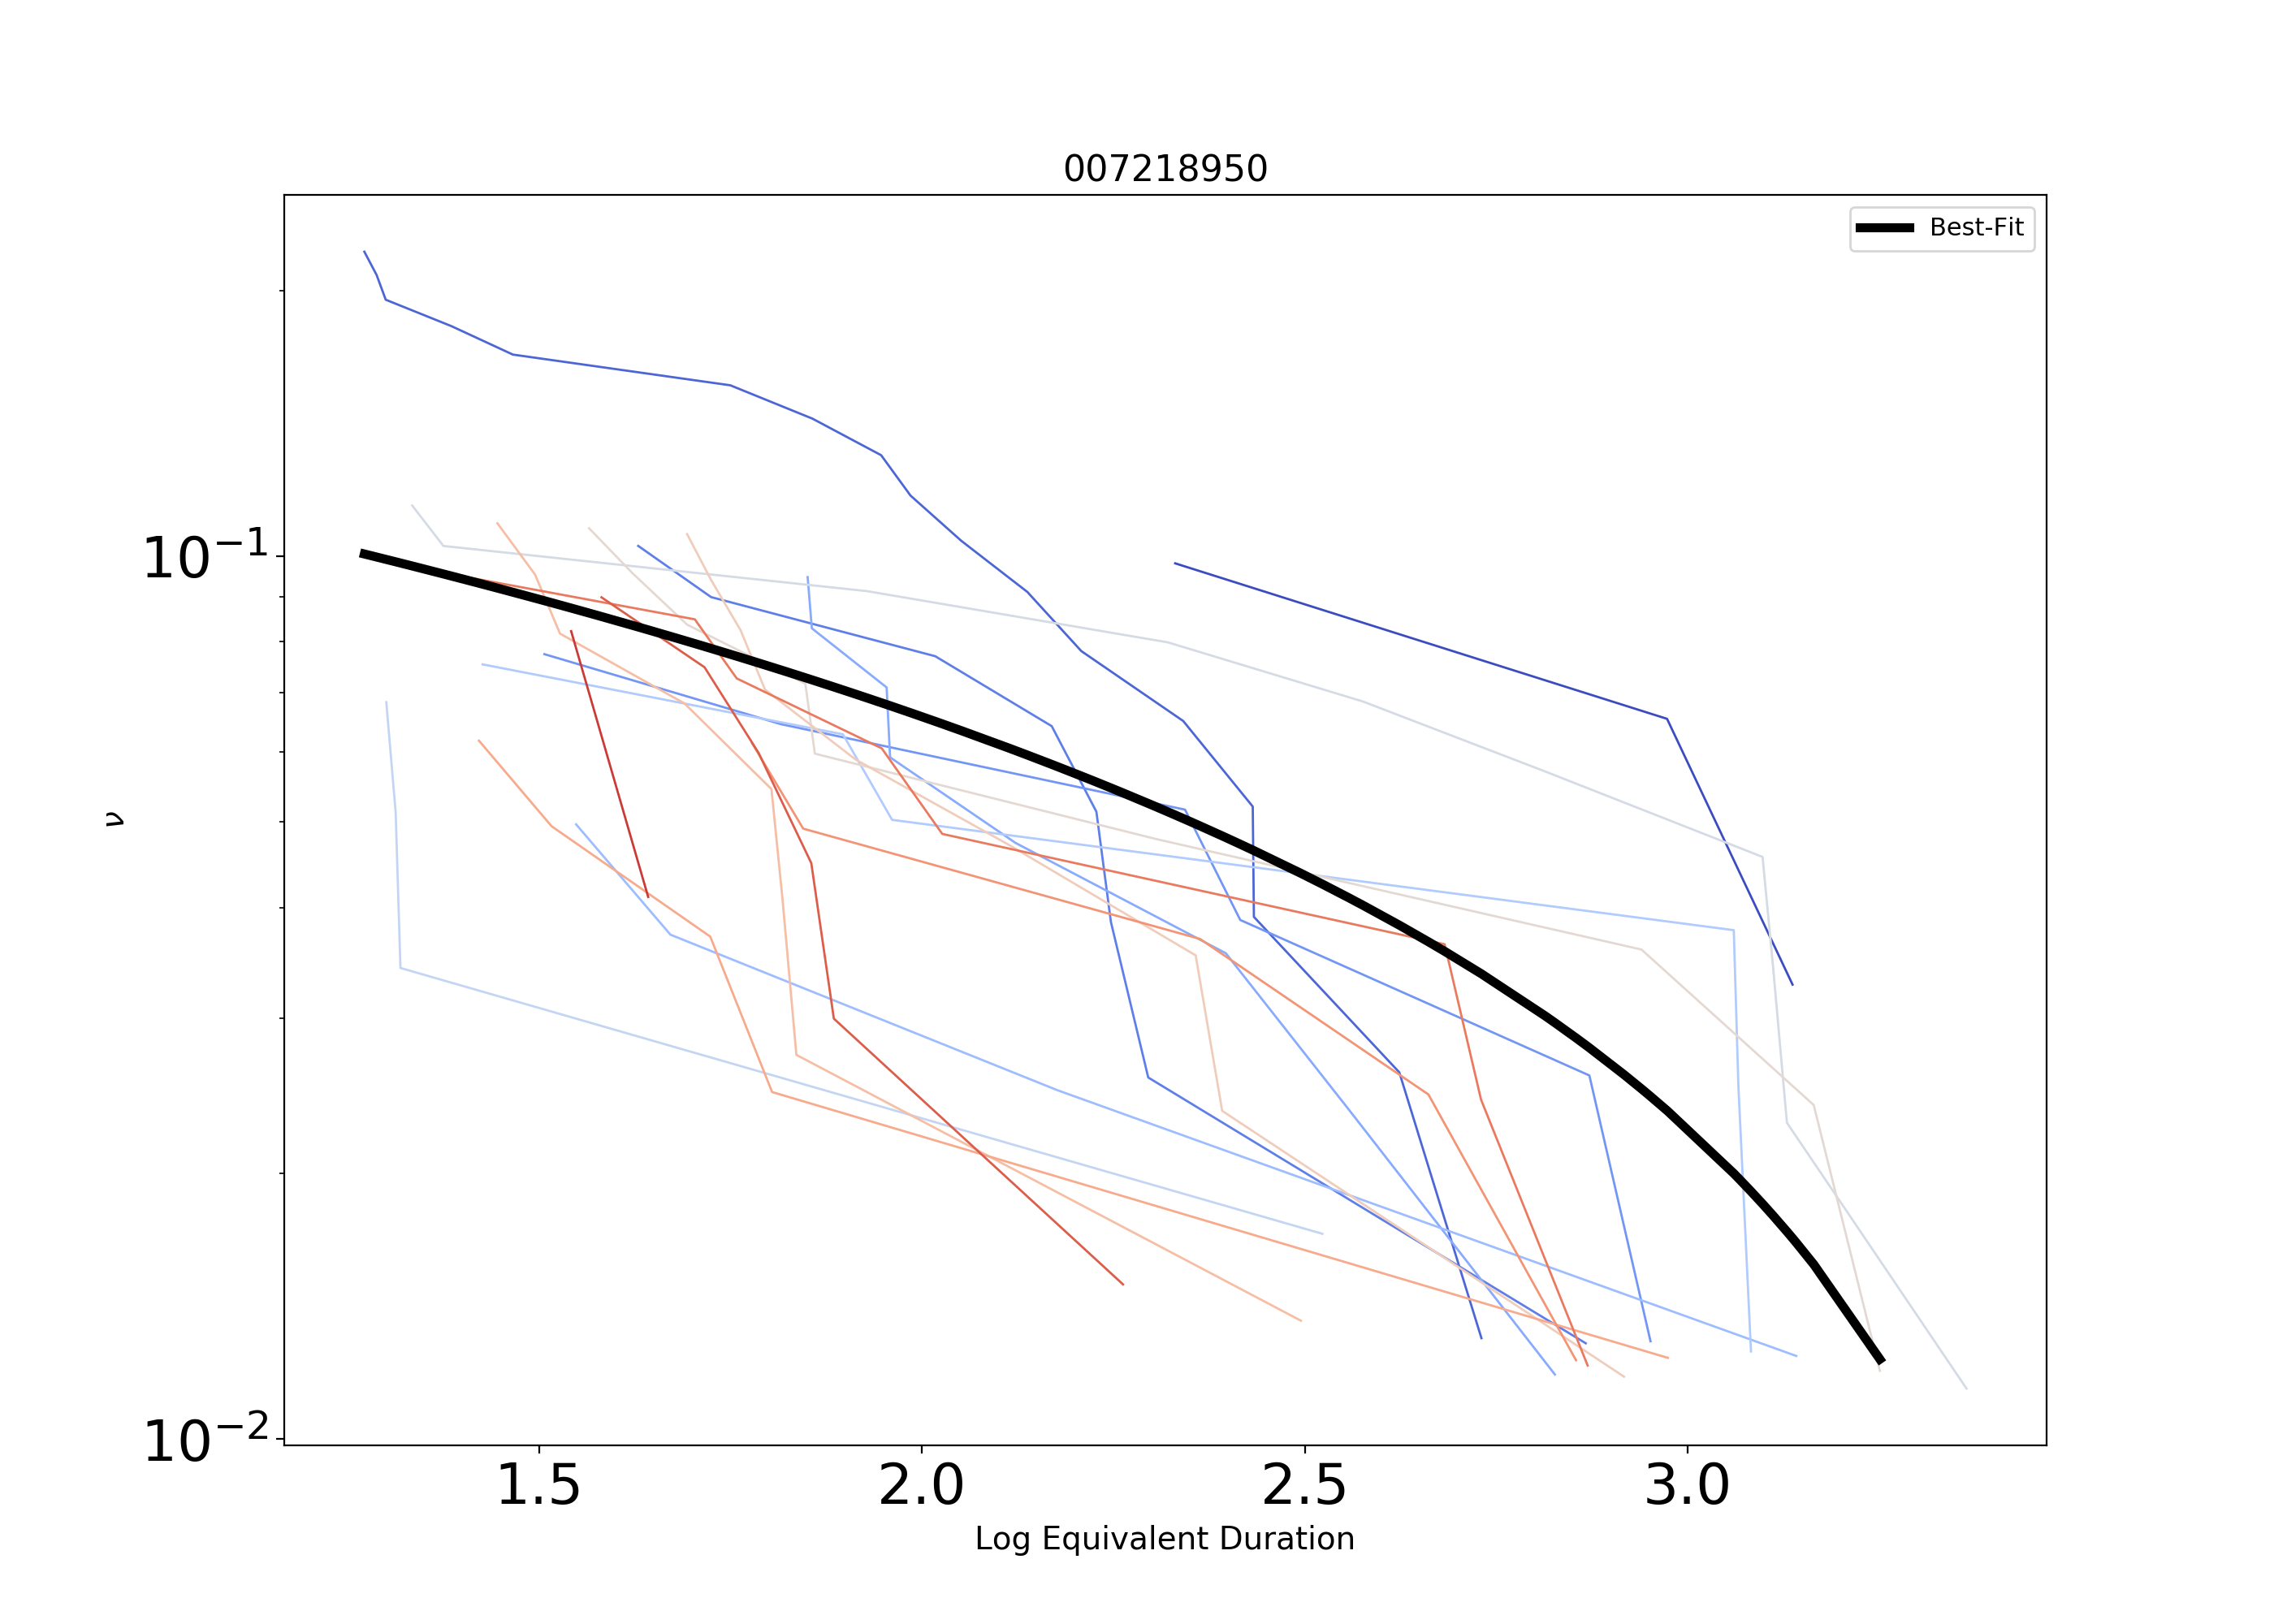 007218950
Best-Fit
10⁻¹
ν
10⁻²
1.5 2.0 2.5 3.0
Log Equivalent Duration